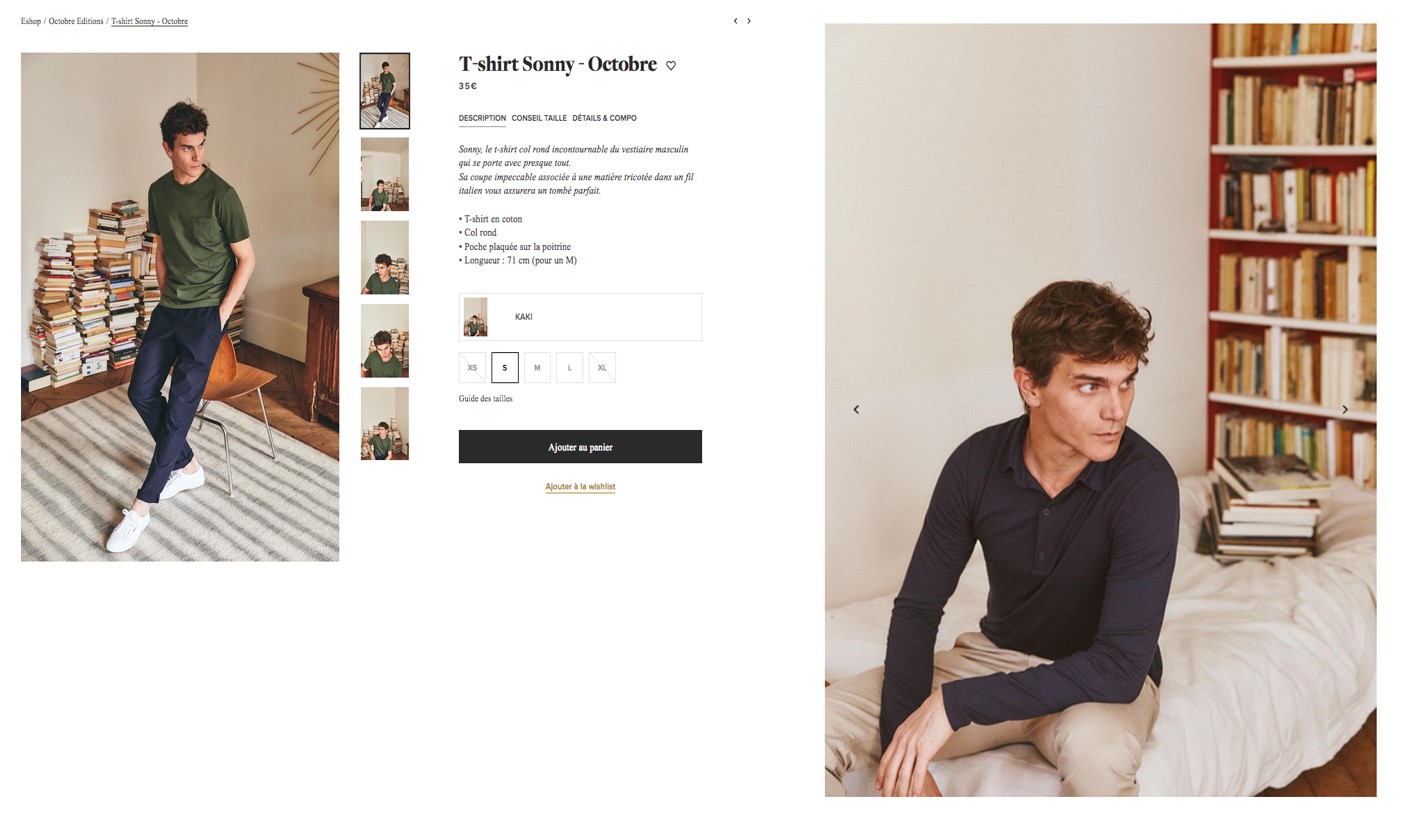 Eshop / Octobre Editions / T-shirt Sonny - Octobre
T-shirt Sonny - Octobre
35€
DESCRIPTION CONSEIL TAILLE DÉTAILS & COMPO
Sonny, le t-shirt col rond incontournable du vestiaire masculin
qui se porte avec presque tout.
Sa coupe impeccable associée à une matière tricotée dans un fil
italien vous assurera un tombé parfait.
• T-shirt en coton
• Col rond
• Poche plaquée sur la poitrine
• Longueur : 71 cm (pour un M)
KAKI
XS S M L XL
Guide des tailles
Ajouter au panier
Ajouter à la wishlist